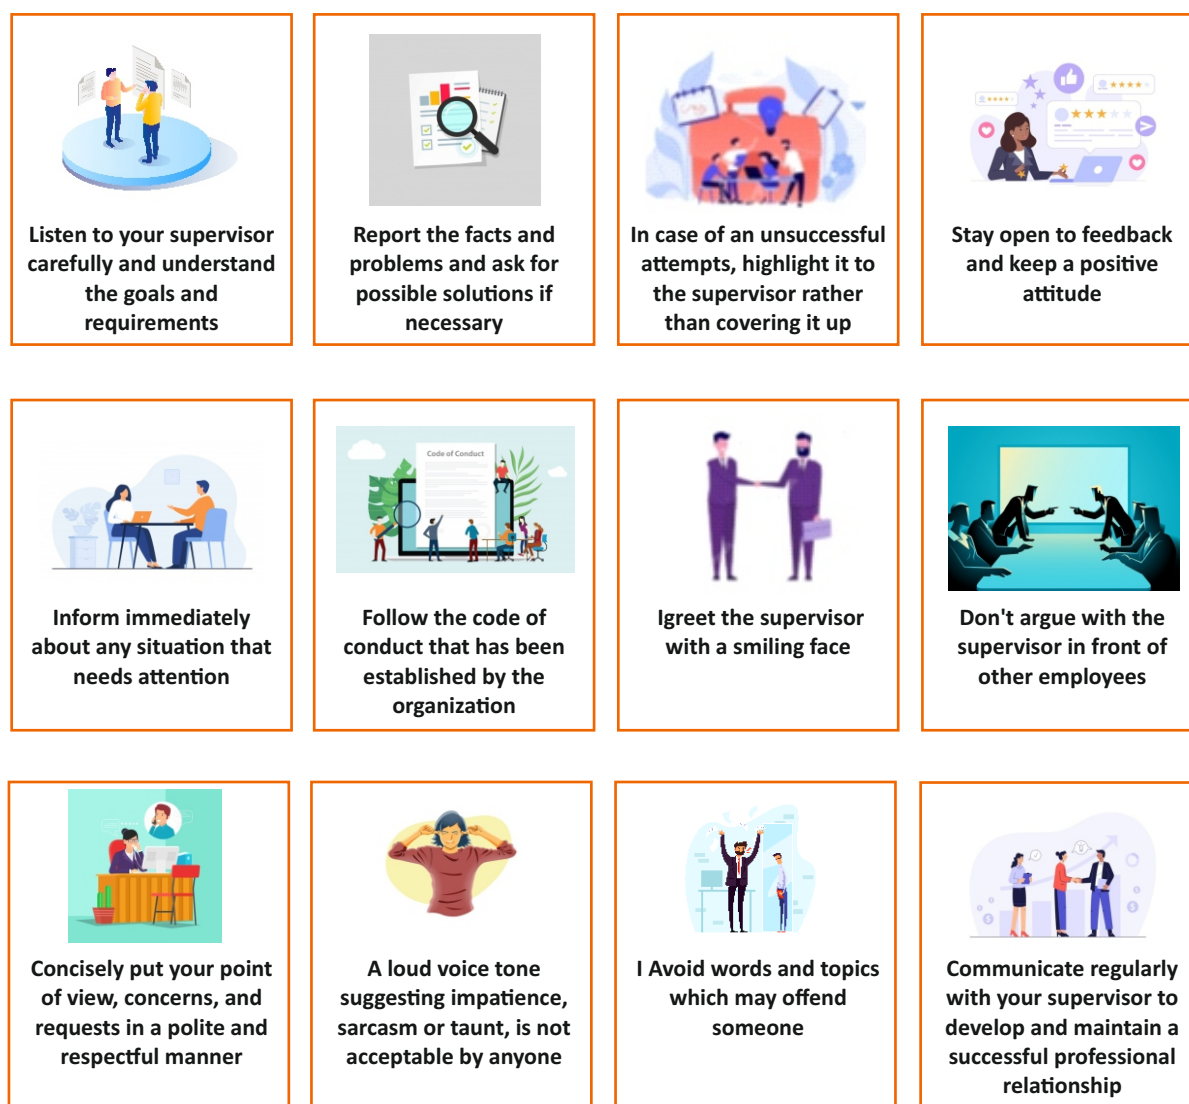 Listen to your supervisor
carefully and understand
the goals and
requirements
Report the facts and
problems and ask for
possible solutions if
necessary
In case of an unsuccessful
attempts, highlight it to
the supervisor rather
than covering it up
Stay open to feedback
and keep a positive
attitude
Inform immediately
about any situation that
needs attention
Code of Conduct
Follow the code of
conduct that has been
established by the
organization
Igreet the supervisor
with a smiling face
Don't argue with the
supervisor in front of
other employees
Concisely put your point
of view, concerns, and
requests in a polite and
respectful manner
A loud voice tone
suggesting impatience,
sarcasm or taunt, is not
acceptable by anyone
I Avoid words and topics
which may offend
someone
Communicate regularly
with your supervisor to
develop and maintain a
successful professional
relationship